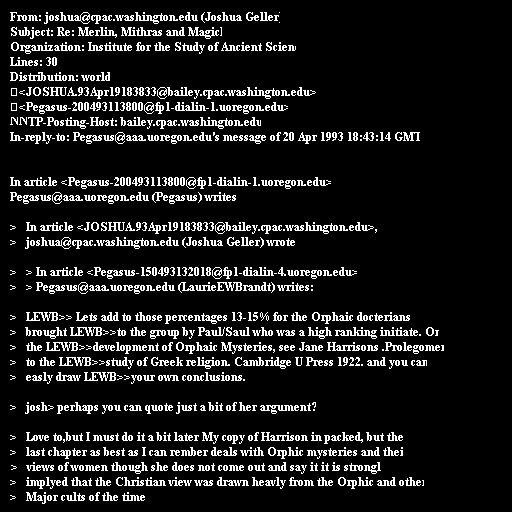 From: joshua@cpac.washington.edu (Joshua Geller)
Subject: Re: Merlin, Mithras and Magick
Organization: Institute for the Study of Ancient Scien
Lines: 30
Distribution: world
<JOSHUA.93Apr19183833@bailey.cpac.washington.edu>
<Pegasus-200493113800@fp1-dialin-1.uoregon.edu>
NNTP-Posting-Host: bailey.cpac.washington.edu
In-reply-to: Pegasus@aaa.uoregon.edu's message of 20 Apr 1993 18:43:14 GMT
In article <Pegasus-200493113800@fp1-dialin-1.uoregon.edu>
Pegasus@aaa.uoregon.edu (Pegasus) writes
> In article <JOSHUA.93Apr19183833@bailey.cpac.washington.edu>,
> joshua@cpac.washington.edu (Joshua Geller) wrote
> > In article <Pegasus-150493132018@fp1-dialin-4.uoregon.edu>
> > Pegasus@aaa.uoregon.edu (LaurieEWBrandt) writes:
> LEWB>> Lets add to those percentages 13-15% for the Orphaic docterians
> brought LEWB>>to the group by Paul/Saul who was a high ranking initiate. On
> the LEWB>>development of Orphaic Mysteries, see Jane Harrisons .Prolegomen
> to the LEWB>>study of Greek religion. Cambridge U Press 1922. and you can
> easly draw LEWB>>your own conclusions.
> josh> perhaps you can quote just a bit of her argument?
> Love to,but I must do it a bit later My copy of Harrison in packed, but the
> last chapter as best as I can rember deals with Orphic mysteries and thei
> views of women though she does not come out and say it it is strongl
> implyed that the Christian view was drawn heavly from the Orphic and other
> Major cults of the time